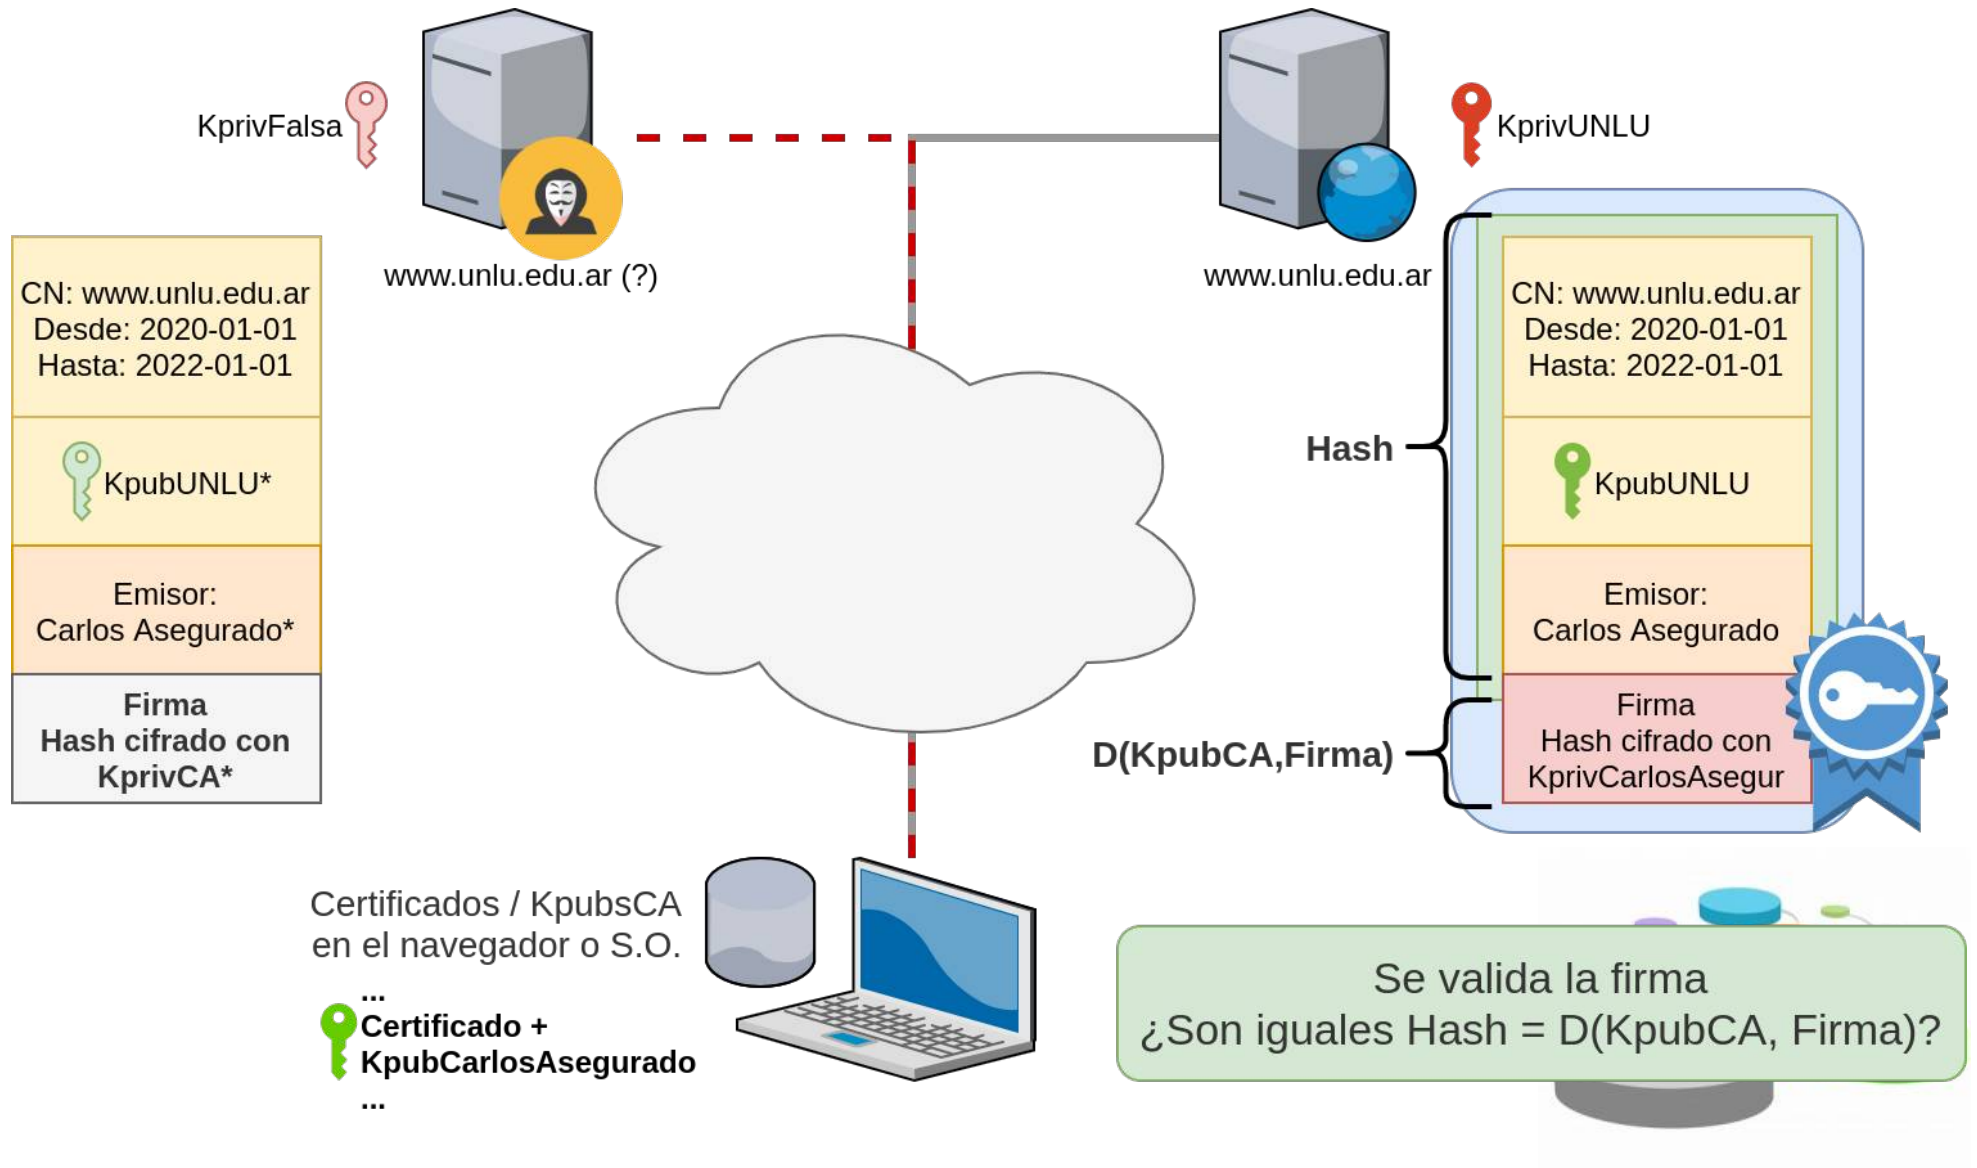 KprivFalsa
www.unlu.edu.ar (?)
CN: www.unlu.edu.ar
Desde: 2020-01-01
Hasta: 2022-01-01
KpubUNLU*
Emisor:
Carlos Asegurado*
Firma
Hash cifrado con
KprivCA*
KprivUNLU
www.unlu.edu.ar
CN: www.unlu.edu.ar
Desde: 2020-01-01
Hasta: 2022-01-01
Hash
KpubUNLU
Emisor:
Carlos Asegurado
D(KpubCA,Firma)
Firma
Hash cifrado con
KprivCarlosAsegur
Certificados / KpubsCA
en el navegador o S.O.
...
Certificado +
KpubCarlosAsegurado
...
Se valida la firma
¿Son iguales Hash = D(KpubCA, Firma)?